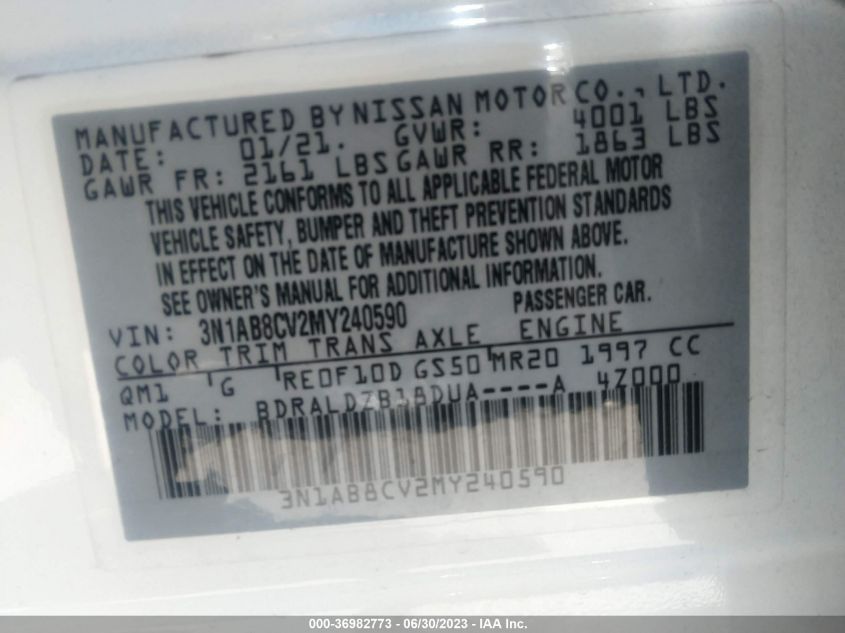 MANUFACTURED BY NISSAN MOTOR CO., LTD.
DATE: 01/21. GVWR: 4001 LBS
GAWR FR: 2161 LBS GAWR RR: 1863 LBS
THIS VEHICLE CONFORMS TO ALL APPLICABLE FEDERAL MOTOR
VEHICLE SAFETY, BUMPER AND THEFT PREVENTION STANDARDS
IN EFFECT ON THE DATE OF MANUFACTURE SHOWN ABOVE.
SEE OWNER'S MANUAL FOR ADDITIONAL INFORMATION.
VIN: 3N1AB8CV2MY240590 PASSENGER CAR.
COLOR TRIM TRANS AXLE ENGINE
QM1 'G 'RE0F10D GS50'MR20 1997 CC
MODEL: BDRALDZB18DUA----A 4Z000
3N1AB8CV2MY240590
000-36982773 - 06/30/2023 - IAA Inc.